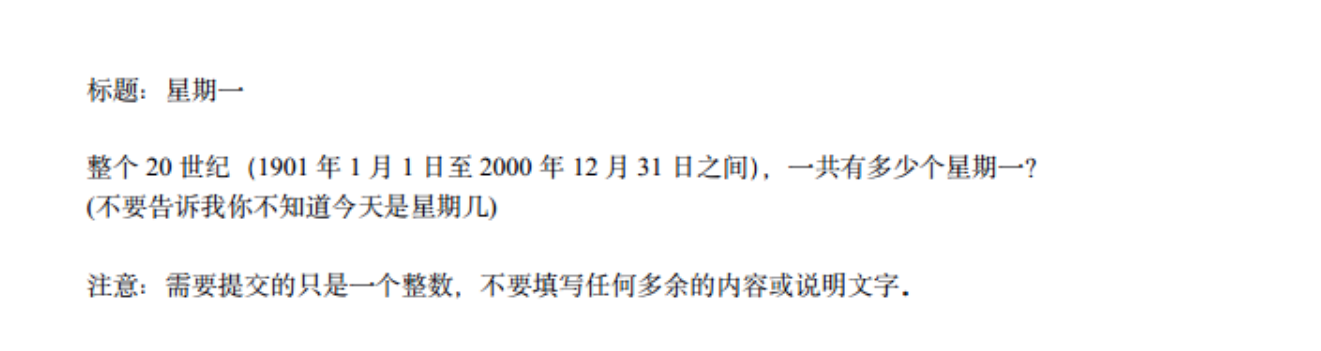 标题：星期一
整个 20 世纪（1901 年 1 月 1 日至 2000 年 12 月 31 日之间），一共有多少个星期一？
(不要告诉我你不知道今天是星期几)
注意：需要提交的只是一个整数，不要填写任何多余的内容或说明文字．